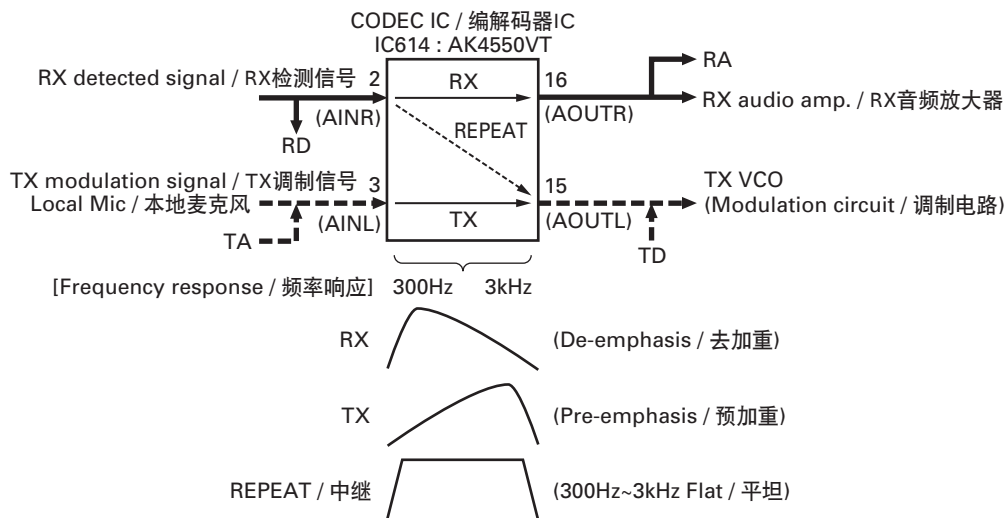 CODEC IC / 编解码器IC
IC614 : AK4550VT
RX detected signal / RX检测信号 2
RX
16
RA
(AINR)
(AOUTR)
RX audio amp. / RX音频放大器
RD
REPEAT
TX modulation signal / TX调制信号 3
15
TX VCO
Local Mic / 本地麦克风
(AINL)
TX
(AOUTL)
(Modulation circuit / 调制电路)
TA
TD
[Frequency response / 频率响应] 300Hz 3kHz
RX (De-emphasis / 去加重)
TX (Pre-emphasis / 预加重)
REPEAT / 中继 (300Hz~3kHz Flat / 平坦)